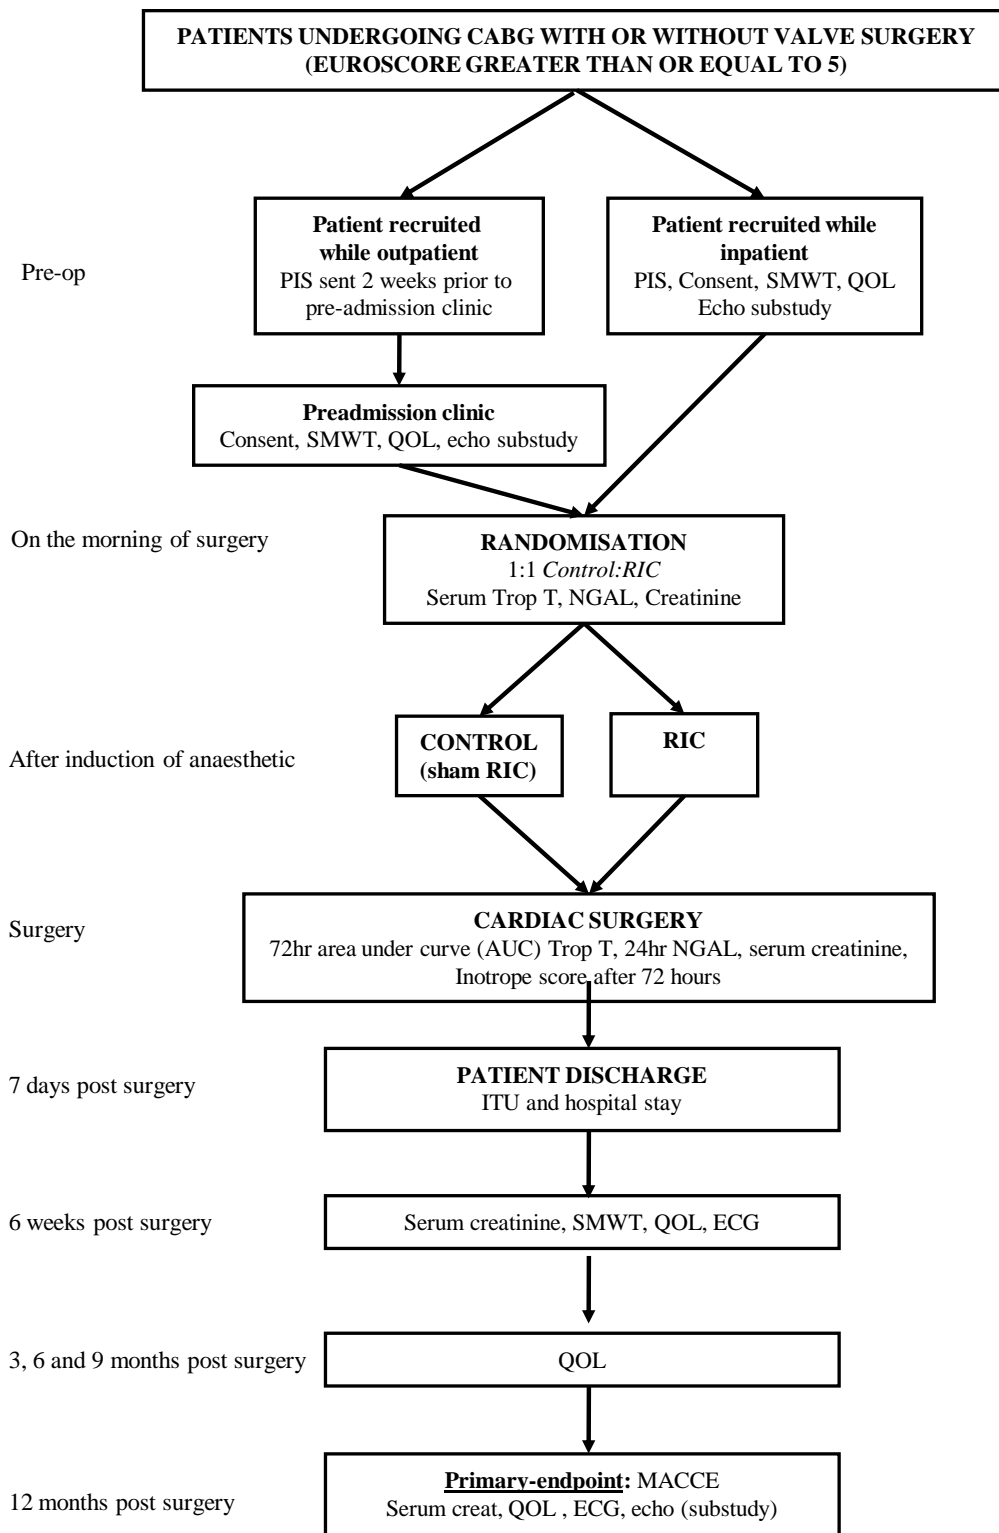 PATIENTS UNDERGOING CABG WITH OR WITHOUT VALVE SURGERY
(EUROSCORE GREATER THAN OR EQUAL TO 5)
Pre-op
Patient recruited
while outpatient
PIS sent 2 weeks prior to
pre-admission clinic
Patient recruited while
inpatient
PIS, Consent, SMWT, QOL
Echo substudy
Preadmission clinic
Consent, SMWT, QOL, echo substudy
On the morning of surgery
RANDOMISATION
1:1 Control:RIC
Serum Trop T, NGAL, Creatinine
After induction of anaesthetic
CONTROL
(sham RIC)
RIC
Surgery
CARDIAC SURGERY
72hr area under curve (AUC) Trop T, 24hr NGAL, serum creatinine,
Inotrope score after 72 hours
7 days post surgery
PATIENT DISCHARGE
ITU and hospital stay
6 weeks post surgery
Serum creatinine, SMWT, QOL, ECG
3, 6 and 9 months post surgery
QOL
12 months post surgery
Primary-endpoint: MACCE
Serum creat, QOL , ECG, echo (substudy)